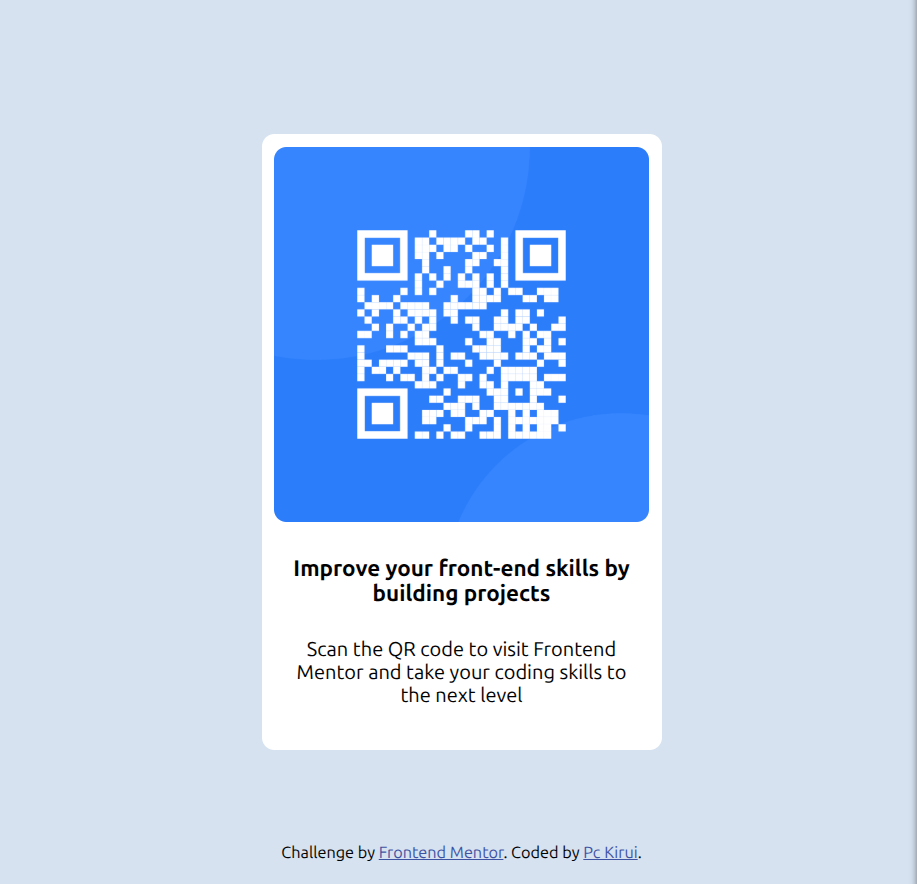 Improve your front-end skills by
building projects
Scan the QR code to visit Frontend
Mentor and take your coding skills to
the next level
Challenge by Frontend Mentor. Coded by Pc Kirui.